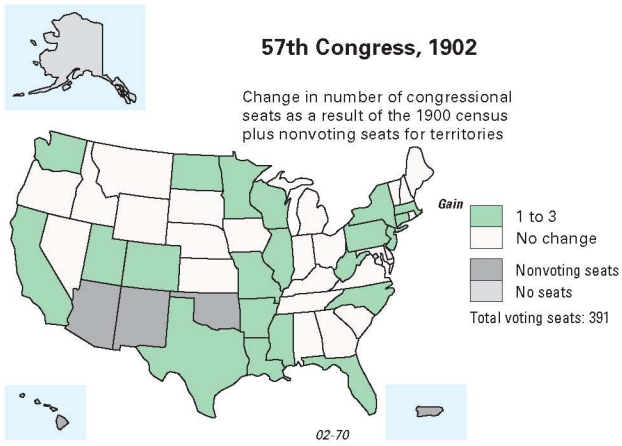 57th Congress, 1902
Change in number of congressional
seats as a result of the 1900 census
plus nonvoting seats for territories
Gain
1 to 3
No change
Nonvoting seats
No seats
Total voting seats: 391
02-70